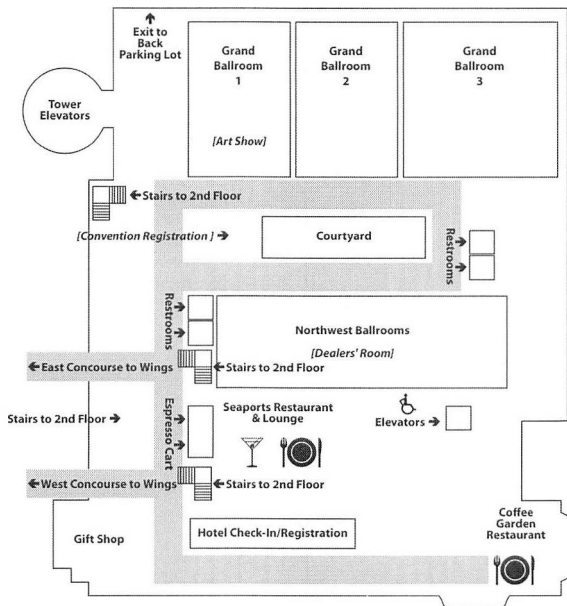 Exit to
Back
Parking Lot
Grand
Ballroom
1
[Art Show]
Grand
Ballroom
2
Grand
Ballroom
3
Tower
Elevators
Stairs to 2nd Floor
[Convention Registration ]
Courtyard
Restrooms
Restrooms
Northwest Ballrooms
[Dealers' Room]
East Concourse to Wings
Stairs to 2nd Floor
Stairs to 2nd Floor
Espresso Cart
Seaports Restaurant
& Lounge
Elevators
West Concourse to Wings
Stairs to 2nd Floor
Gift Shop
Hotel Check-In/Registration
Coffee
Garden
Restaurant